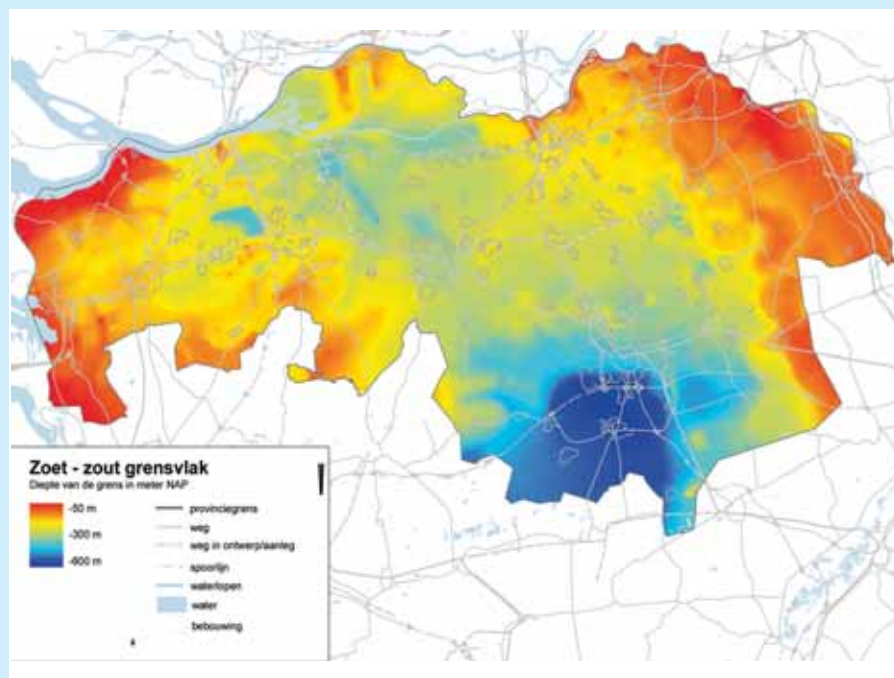 Zoet - zout grensvlak
Diepte van de grens in meter NAP
-50 m
-300 m
-600 m
provinciegrens
weg
weg in ontwerp/aanleg
spoorlijn
waterlopen
water
bebouwing